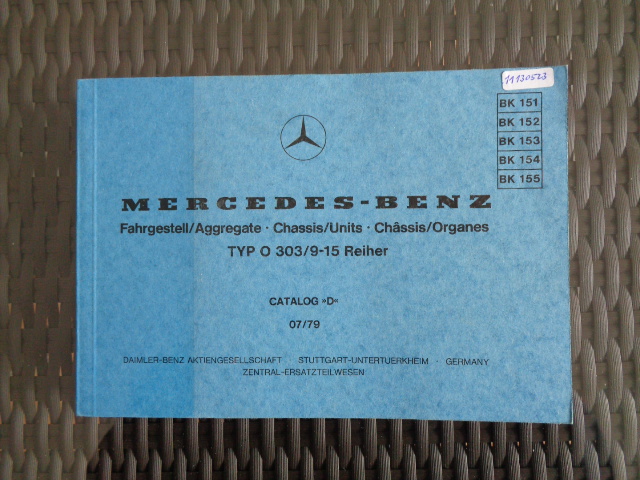 11130523
BK 151
BK 152
BK 153
BK 154
BK 155
MERCEDES-BENZ
Fahrgestell/Aggregate · Chassis/Units · Châssis/Organes
TYP O 303/9-15 Reiher
CATALOG »D«
07/79
DAIMLER-BENZ AKTIENGESELLSCHAFT · STUTTGART-UNTERTUERKHEIM · GERMANY
ZENTRAL-ERSATZTEILWESEN